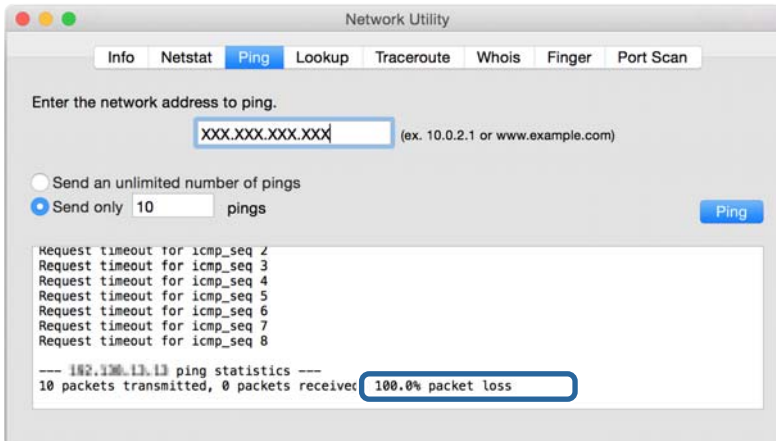 Network Utility
Info Netstat Ping Lookup Traceroute Whois Finger Port Scan
Enter the network address to ping.
XXX.XXX.XXX.XXX (ex. 10.0.2.1 or www.example.com)
Send an unlimited number of pings
Send only 10 pings
Ping
Request timeout for icmp_seq 2
Request timeout for icmp_seq 3
Request timeout for icmp_seq 4
Request timeout for icmp_seq 5
Request timeout for icmp_seq 6
Request timeout for icmp_seq 7
Request timeout for icmp_seq 8
--- ping statistics ---
10 packets transmitted, 0 packets received 100.0% packet loss